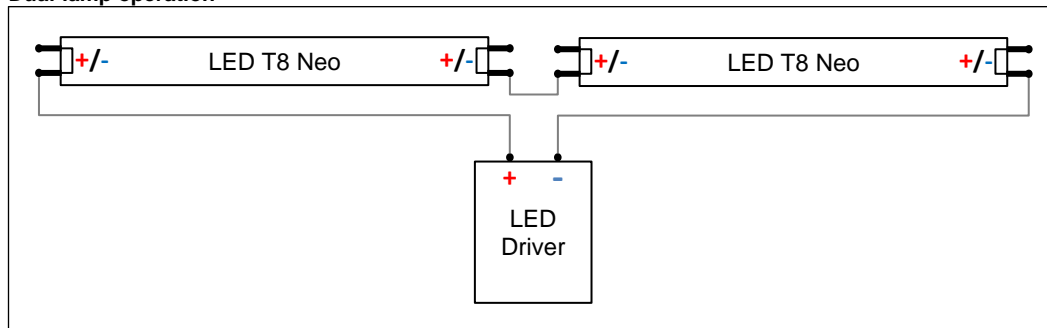 Dual lamp operation
+/- LED T8 Neo +/- +/- LED T8 Neo +/-
+ -
LED
Driver